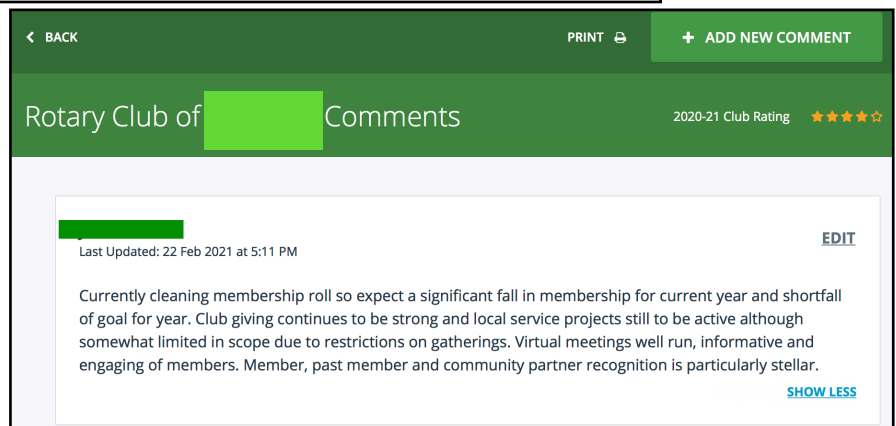 BACK PRINT + ADD NEW COMMENT
Rotary Club of Comments 2020-21 Club Rating
Last Updated: 22 Feb 2021 at 5:11 PM EDIT
Currently cleaning membership roll so expect a significant fall in membership for current year and shortfall
of goal for year. Club giving continues to be strong and local service projects still to be active although
somewhat limited in scope due to restrictions on gatherings. Virtual meetings well run, informative and
engaging of members. Member, past member and community partner recognition is particularly stellar.
SHOW LESS